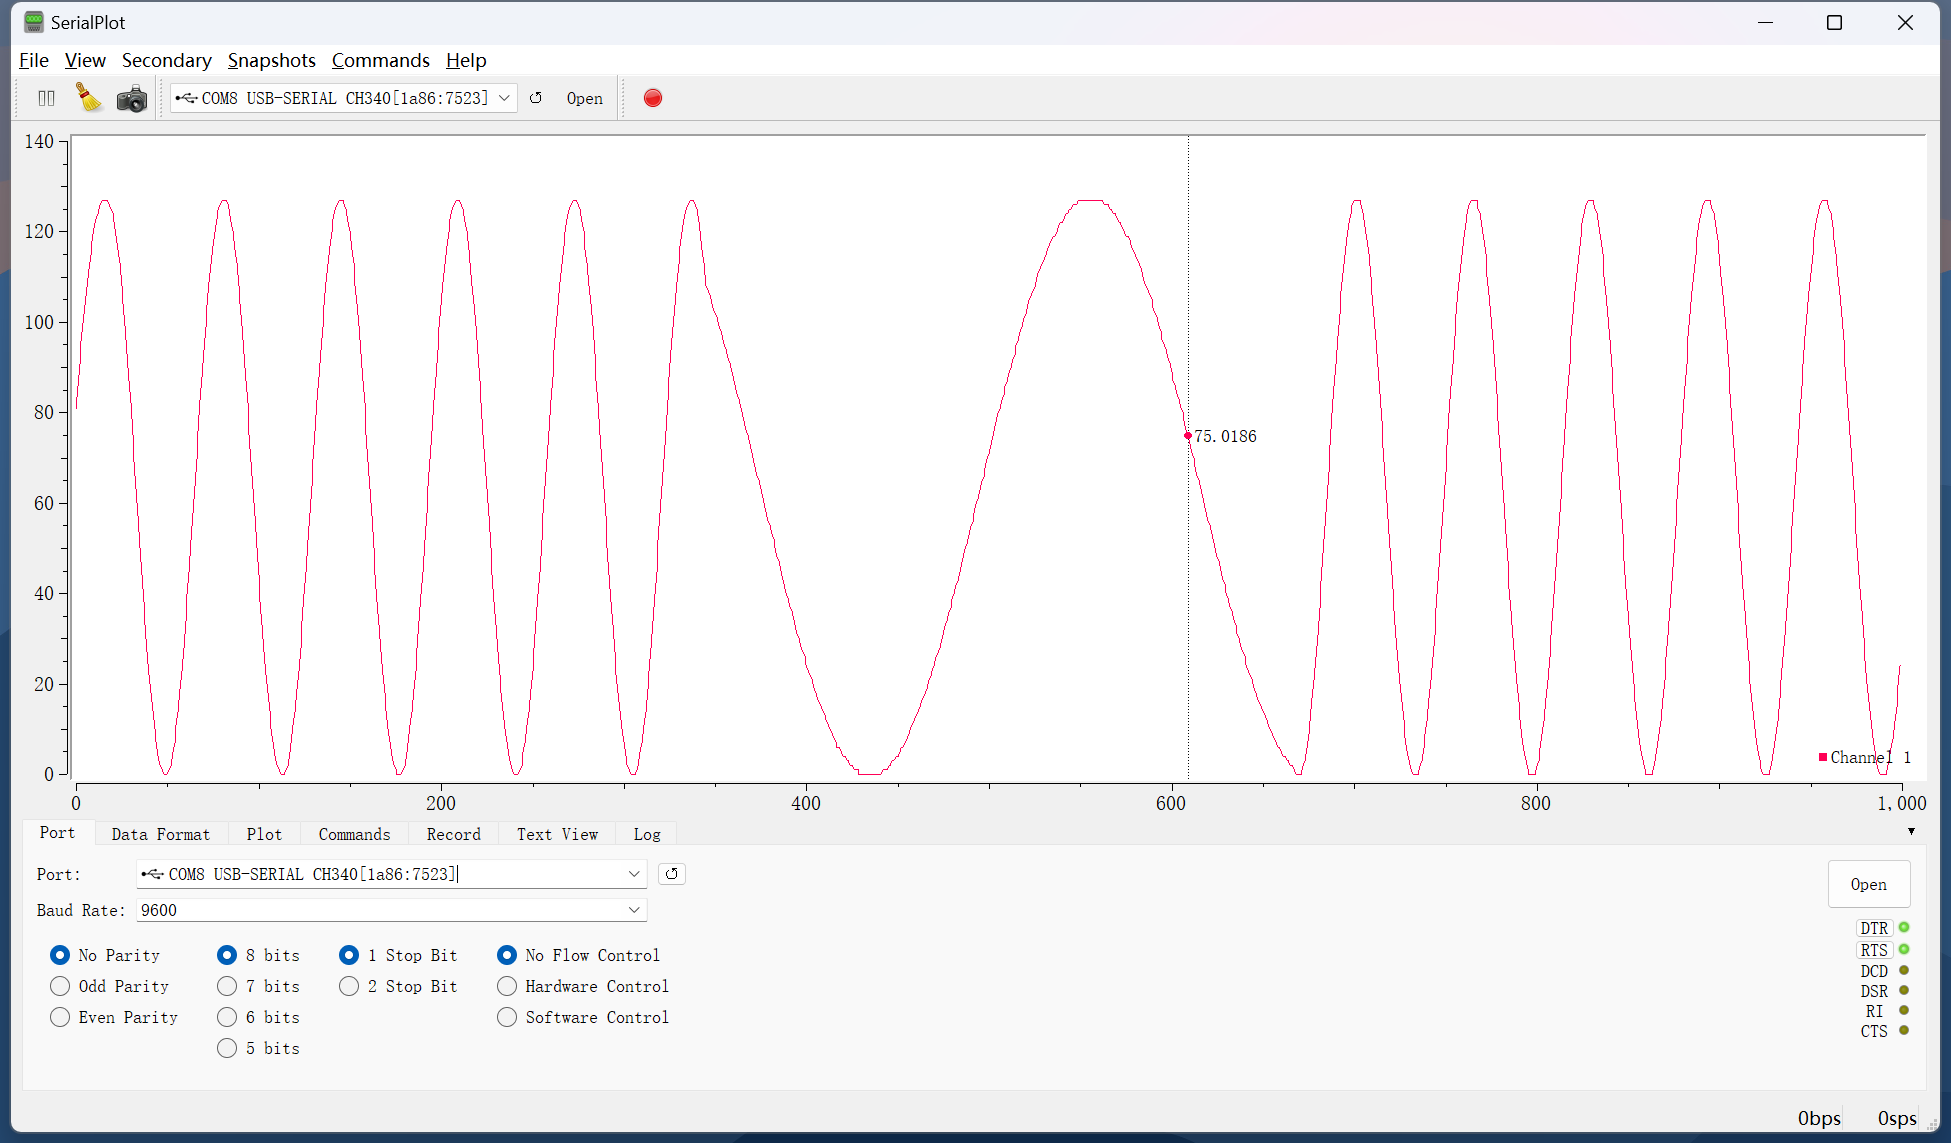 SerialPlot
File View Secondary Snapshots Commands Help
COM8 USB-SERIAL CH340[1a86:7523] Open
140
120
100
80
60
40
20
0
75.0186
Channel 1
0 200 400 600 800 1,000
Port Data Format Plot Commands Record Text View Log
Port: COM8 USB-SERIAL CH340[1a86:7523]
Baud Rate: 9600
No Parity 8 bits 1 Stop Bit No Flow Control
Odd Parity 7 bits 2 Stop Bit Hardware Control
Even Parity 6 bits Software Control
5 bits
Open
DTR
RTS
DCD
DSR
RI
CTS
0bps 0sps